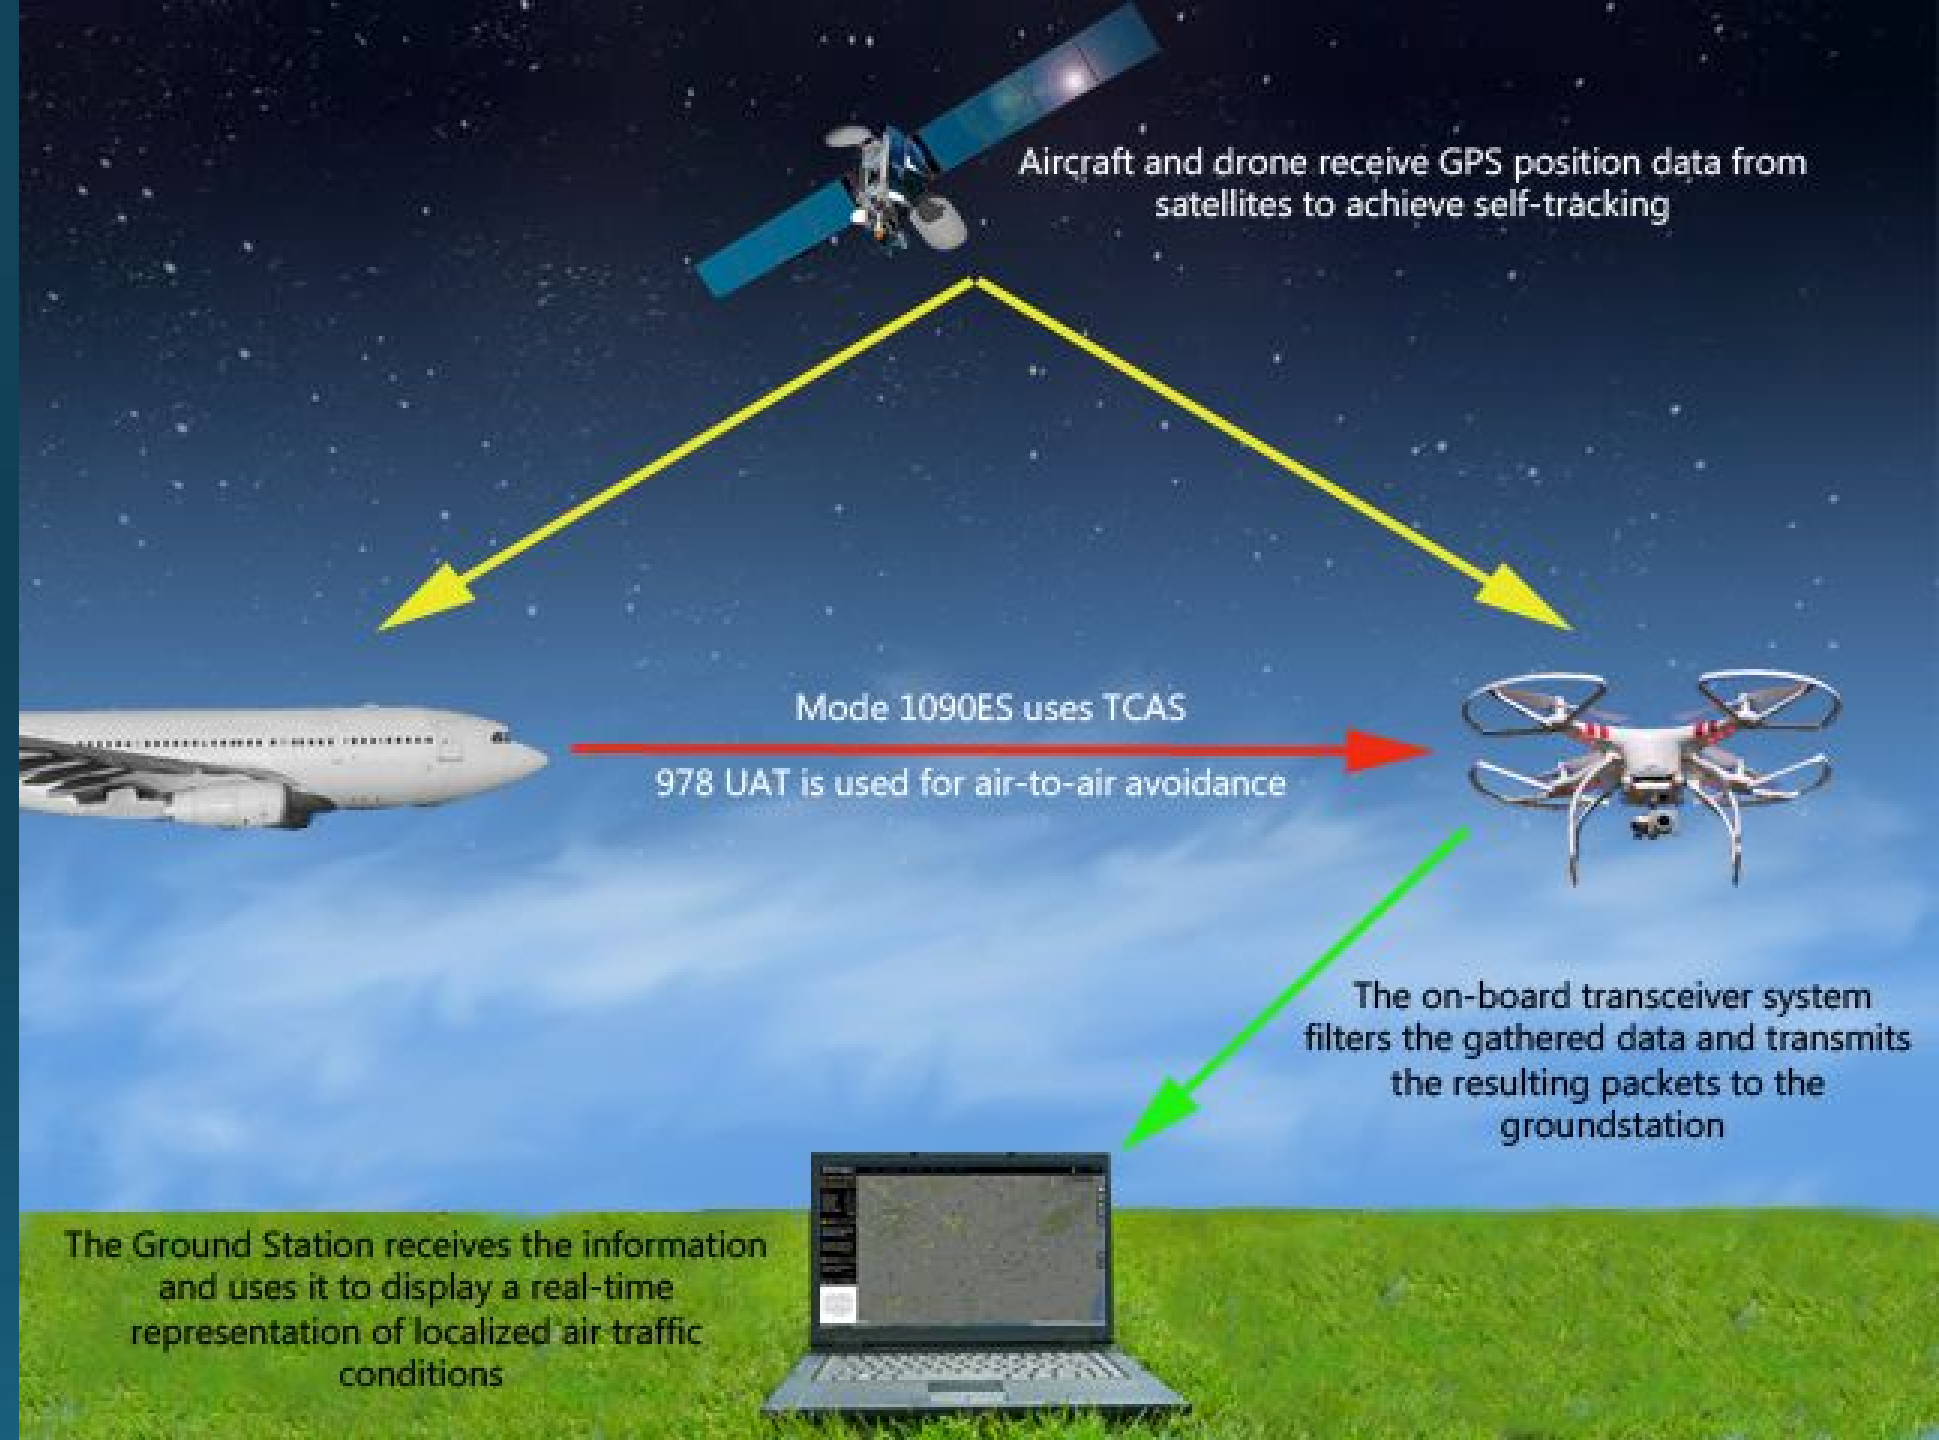 Aircraft and drone receive GPS position data from
satellites to achieve self-tracking
Mode 1090ES uses TCAS
978 UAT is used for air-to-air avoidance
The on-board transceiver system
filters the gathered data and transmits
the resulting packets to the
groundstation
The Ground Station receives the information
and uses it to display a real-time
representation of localized air traffic
conditions